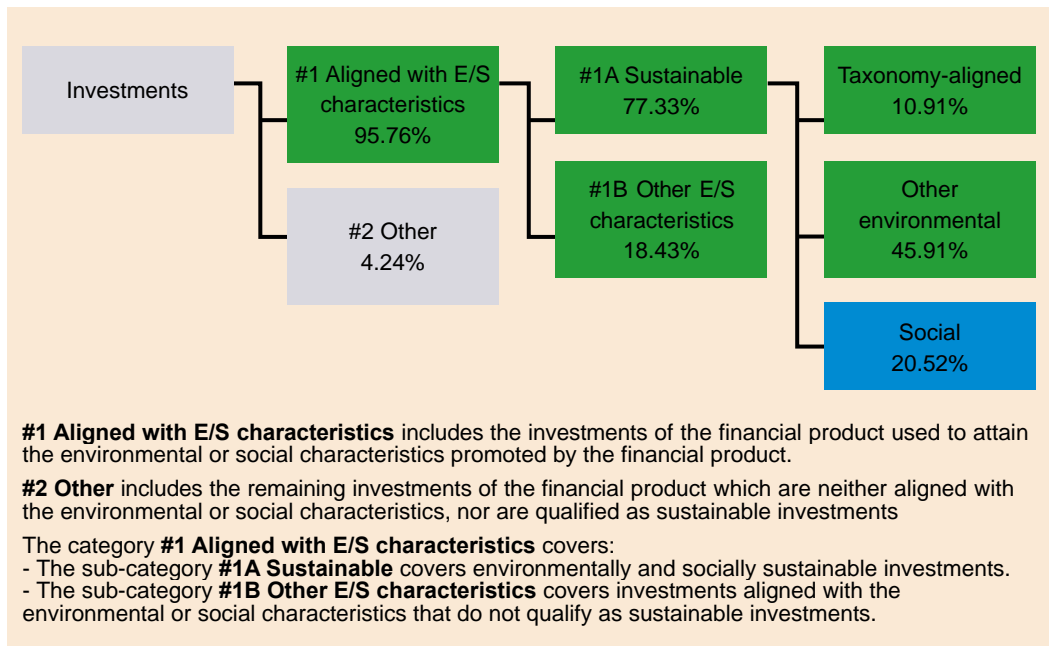 Investments
#1 Aligned with E/S
characteristics
95.76%
#2 Other
4.24%
#1A Sustainable
77.33%
#1B Other E/S
characteristics
18.43%
Taxonomy-aligned
10.91%
Other
environmental
45.91%
Social
20.52%
#1 Aligned with E/S characteristics includes the investments of the financial product used to attain
the environmental or social characteristics promoted by the financial product.
#2 Other includes the remaining investments of the financial product which are neither aligned with
the environmental or social characteristics, nor are qualified as sustainable investments
The category #1 Aligned with E/S characteristics covers:
- The sub-category #1A Sustainable covers environmentally and socially sustainable investments.
- The sub-category #1B Other E/S characteristics covers investments aligned with the
environmental or social characteristics that do not qualify as sustainable investments.